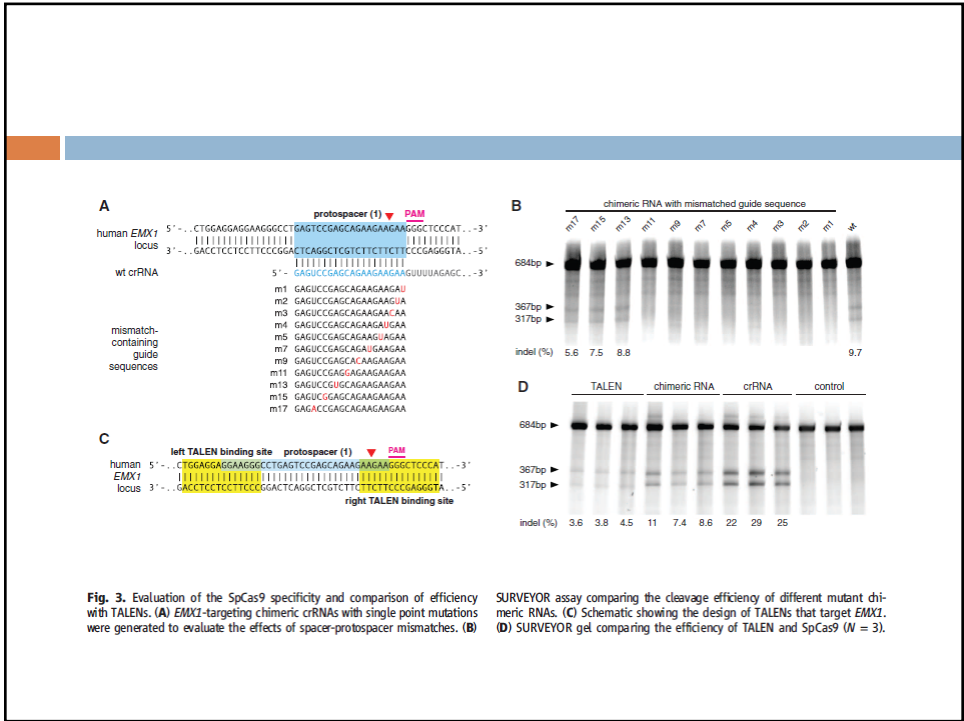 A
protospacer (1) PAM
5'-..CTGGAGGAGGAAGGGCCTGAGTCCGAGCAGAAGAAGAAGGGCTCCCAT..-3'
human EMX1
locus
3'-..GACCTCCTCCTTCCCGGACTCAGGCTCGTCTTCTTCTTCCCGAGGGTA..-5'
wt crRNA 5'- GAGUCCGAGCAGAAGAAGAAGUUUUAGAGC..-3'
m1 GAGUCCGAGCAGAAGAAGAU
m2 GAGUCCGAGCAGAAGAAGUA
m3 GAGUCCGAGCAGAAGAACAA
m4 GAGUCCGAGCAGAAGAUGAA
m5 GAGUCCGAGCAGAAGUAGAA
m7 GAGUCCGAGCAGAUGAAGAA
m9 GAGUCCGAGCACAAGAAGAA
m11 GAGUCCGAGGAGAAGAAGAA
m13 GAGUCCGUGCAGAAGAAGAA
m15 GAGUCGGAGCAGAAGAAGAA
m17 GAGACCGAGCAGAAGAAGAA
mismatch-
containing
guide
sequences
C
left TALEN binding site protospacer (1) PAM
human 5'-..CTGGAGGAGGAAGGGCCTGAGTCCGAGCAGAAGAAGAAGGGCTCCCAT..-3'
EMX1
locus 3'-..GACCTCCTCCTTCCCGGACTCAGGCTCGTCTTCTTCTTCCCGAGGGTA..-5'
right TALEN binding site
B
chimeric RNA with mismatched guide sequence
m17 m15 m13 m11 m9 m7 m5 m4 m3 m2 m1 wt
684bp
367bp
317bp
indel (%) 5.6 7.5 8.8 9.7
D
TALEN chimeric RNA crRNA control
684bp
367bp
317bp
indel (%) 3.6 3.8 4.5 11 7.4 8.6 22 29 25
Fig. 3. Evaluation of the SpCas9 specificity and comparison of efficiency
with TALENs. (A) EMX1-targeting chimeric crRNAs with single point mutations
were generated to evaluate the effects of spacer-protospacer mismatches. (B)
SURVEYOR assay comparing the cleavage efficiency of different mutant chi-
meric RNAs. (C) Schematic showing the design of TALENs that target EMX1.
(D) SURVEYOR gel comparing the efficiency of TALEN and SpCas9 (N = 3).